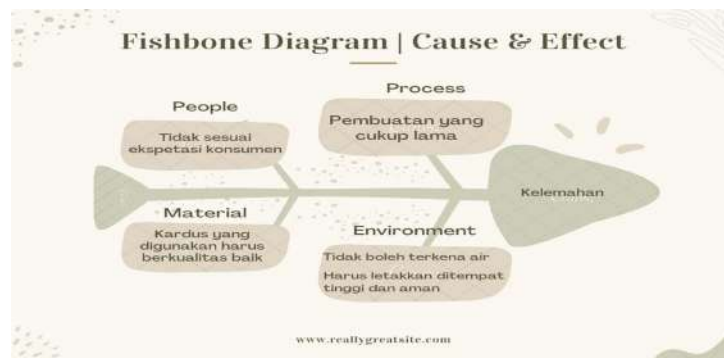 Fishbone Diagram | Cause & Effect
People
Tidak sesuai
ekspetasi konsumen
Process
Pembuatan yang
cukup lama
Kelemahan
Material
Kardus yang
digunakan harus
berkualitas baik
Environment
Tidak boleh terkena air
Harus letakkan ditempat
tinggi dan aman
www.reallygreatsite.com